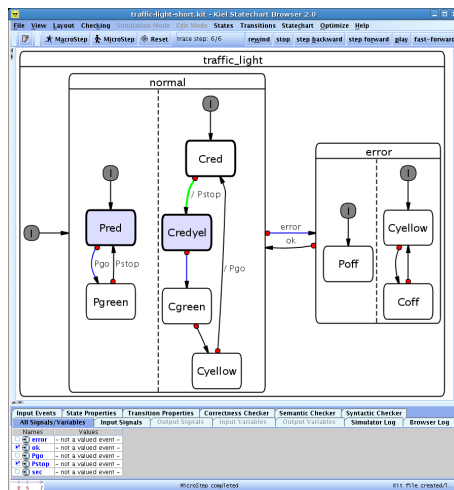 traffic-light-short.kit - Kiel Statechart Browser 2.0
File View Layout Checking Simulation Mode Edit Mode States Transitions Statechart Optimize Help
MacroStep MicroStep Reset trace step: 6/6 rewind stop step backward step forward play fast-forward
traffic_light
normal
I
Cred
error
/ Pstop
I
I
I
Pred
Credyel
error
Cyellow
I
ok
Pgo
Pstop
/ Pgo
Poff
Pgreen
Cgreen
Coff
Cyellow
Input Events State Properties Transition Properties Correctness Checker Semantic Checker Syntactic Checker
All Signals/Variables Input Signals Output Signals Input Variables Output Variables Simulator Log Browser Log
Names Values
error - not a valued event -
ok - not a valued event -
Pgo - not a valued event -
Pstop - not a valued event -
sec - not a valued event -
MicroStep completed
Kit file created/l...